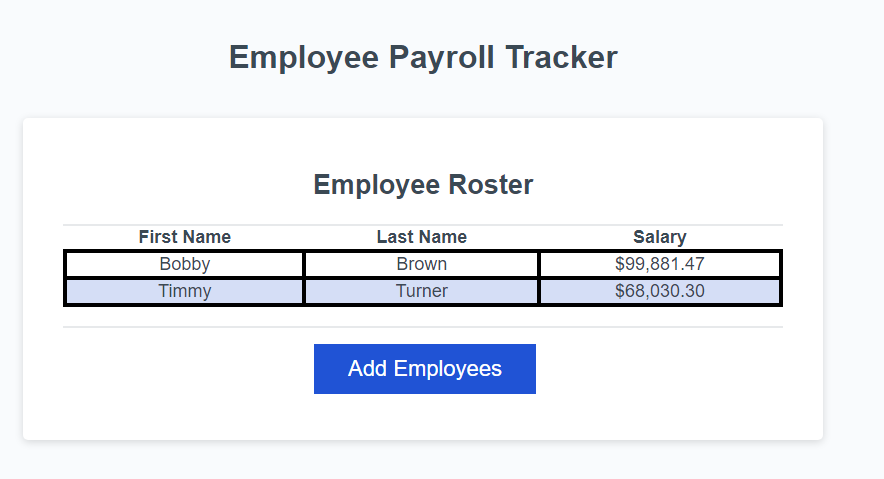 Employee Payroll Tracker
Employee Roster
First Name Last Name Salary
Bobby Brown $99,881.47
Timmy Turner $68,030.30
Add Employees